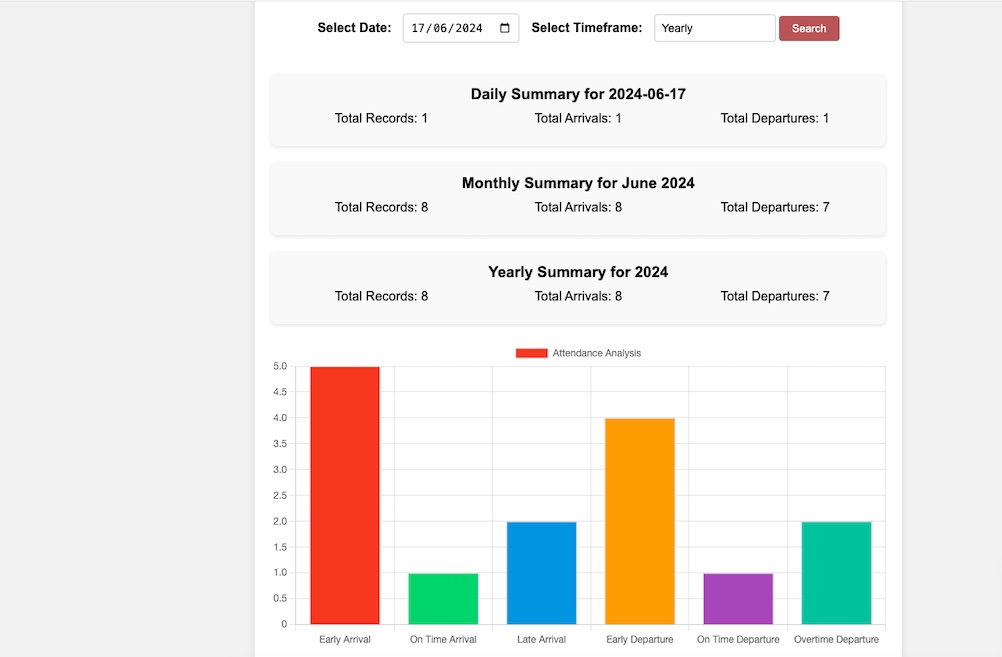 Select Date: 17/06/2024 Select Timeframe: Yearly Search
Daily Summary for 2024-06-17
Total Records: 1 Total Arrivals: 1 Total Departures: 1
Monthly Summary for June 2024
Total Records: 8 Total Arrivals: 8 Total Departures: 7
Yearly Summary for 2024
Total Records: 8 Total Arrivals: 8 Total Departures: 7
Attendance Analysis
5.0
4.5
4.0
3.5
3.0
2.5
2.0
1.5
1.0
0.5
0
Early Arrival On Time Arrival Late Arrival Early Departure On Time Departure Overtime Departure